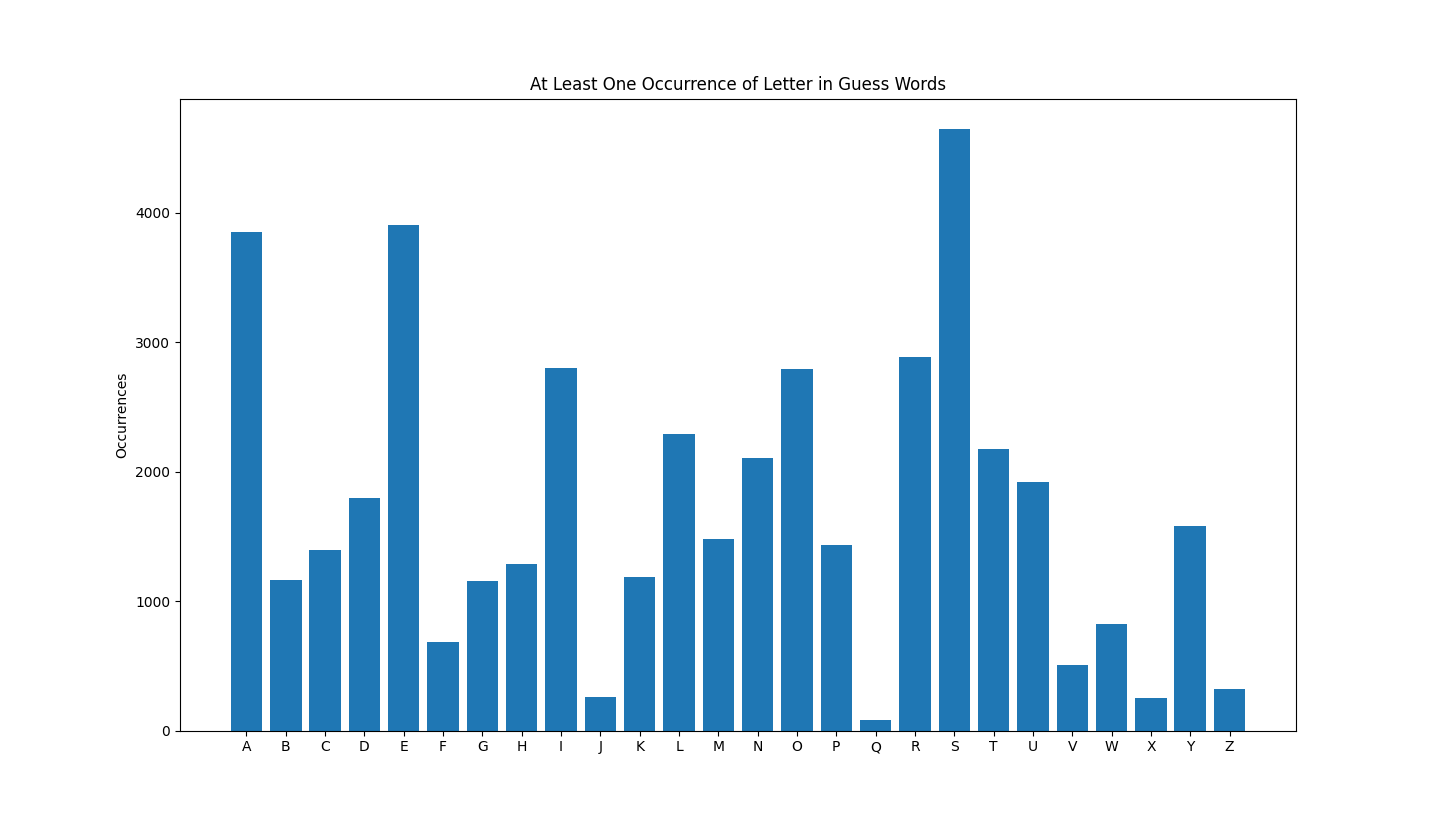 At Least One Occurrence of Letter in Guess Words
4000
3000
2000
1000
0
Occurrences
A B C D E F G H I J K L M N O P Q R S T U V W X Y Z